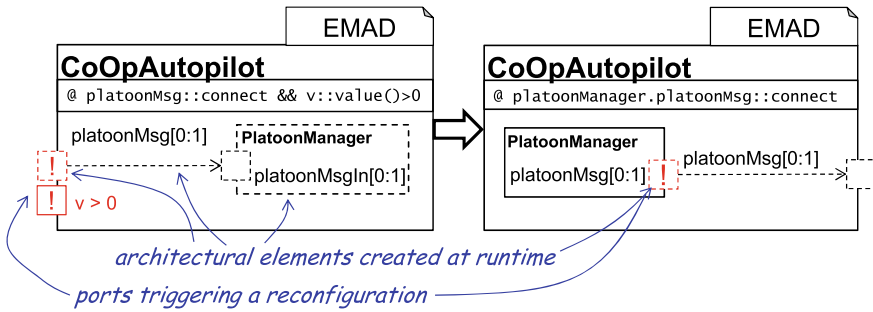 EMAD
CoOpAutopilot
@ platoonMsg::connect && v::value()>0
platoonMsg[0:1]
PlatoonManager
platoonMsgIn[0:1]
!
!
v > 0
EMAD
CoOpAutopilot
@ platoonManager.platoonMsg::connect
PlatoonManager
platoonMsg[0:1]
!
platoonMsg[0:1]
architectural elements created at runtime
ports triggering a reconfiguration